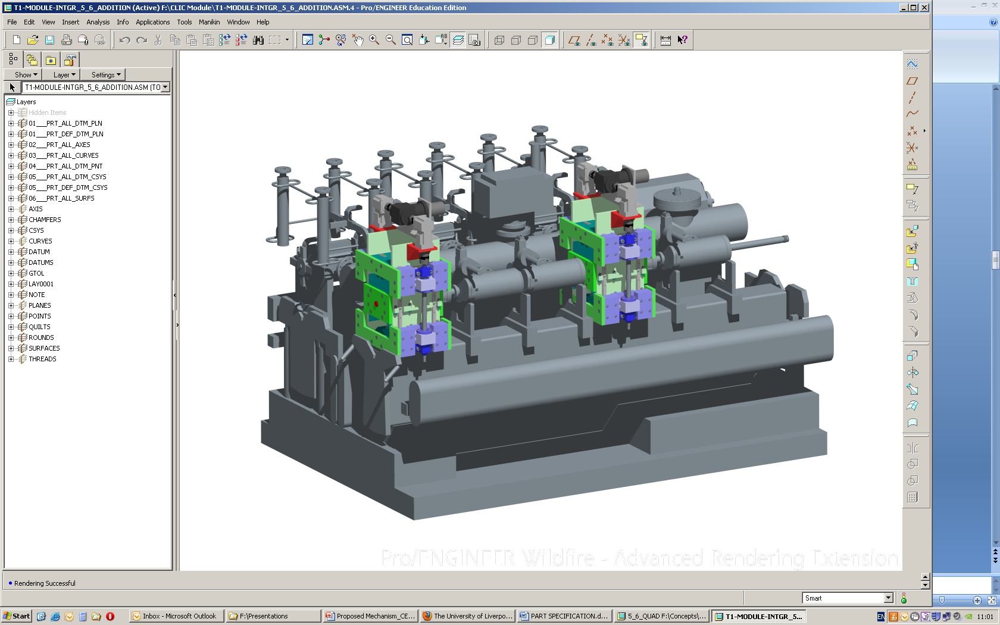 T1-MODULE-INTGR_5_6_ADDITION (Active) F:\CLIC Module\T1-MODULE-INTGR_5_6_ADDITION.ASM.4 - Pro/ENGINEER Education Edition
File Edit View Insert Analysis Info Applications Tools Manikin Window Help
Show Layer Settings
T1-MODULE-INTGR_5_6_ADDITION.ASM (TO
Layers
Hidden Items
01___PRT_ALL_DTM_PLN
01___PRT_DEF_DTM_PLN
02___PRT_ALL_AXES
03___PRT_ALL_CURVES
04___PRT_ALL_DTM_PNT
05___PRT_ALL_DTM_CSYS
05___PRT_DEF_DTM_CSYS
06___PRT_ALL_SURFS
AXIS
CHAMFERS
CSYS
CURVES
DATUM
DATUMS
GTOL
LAY0001
NOTE
PLANES
POINTS
QUILTS
ROUNDS
SURFACES
THREADS
Pro/ENGINEER Wildfire - Advanced Rendering Extension
Rendering Successful
Smart
Start Inbox - Microsoft Outlook F:\Presentations Proposed Mechanism_CE... The University of Liverpo... PART SPECIFICATION.d... 5_6_QUAD F:\Concepts\... T1-MODULE-INTGR_5... EN 11:01